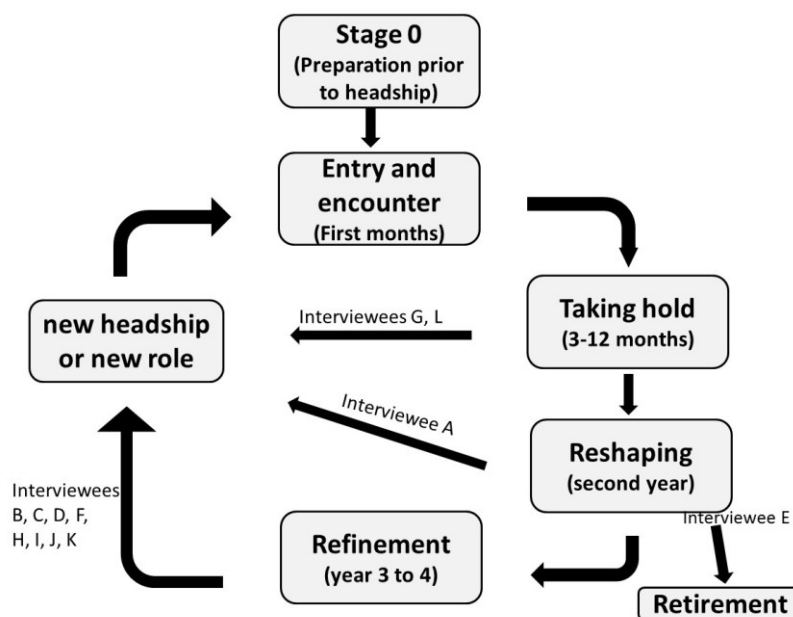 Stage 0
(Preparation prior
to headship)
Entry and
encounter
(First months)
Taking hold
(3-12 months)
Interviewees G, L
new headship
or new role
Interviewee A
Reshaping
(second year)
Interviewees
B, C, D, F,
H, I, J, K
Interviewee E
Refinement
(year 3 to 4)
Retirement